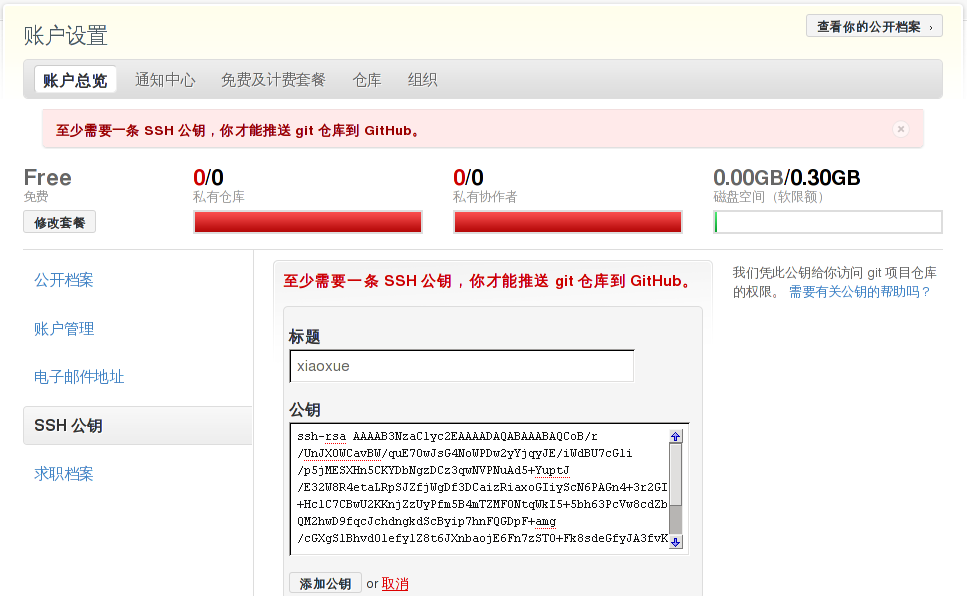 账户设置
查看你的公开档案 ›
账户总览 通知中心 免费及计费套餐 仓库 组织
至少需要一条 SSH 公钥，你才能推送 git 仓库到 GitHub。
Free
免费
修改套餐
0/0
私有仓库
0/0
私有协作者
0.00GB/0.30GB
磁盘空间（软限额）
公开档案
账户管理
电子邮件地址
SSH 公钥
求职档案
至少需要一条 SSH 公钥，你才能推送 git 仓库到 GitHub。
标题
xiaoxue
公钥
ssh-rsa AAAAB3NzaC1yc2EAAAADAQABAAABAQCoB/r
/UnJXOWCavBW/quE70wJsG4NoWPDw2yYjqyJE/iWdBU7cGli
/p5jMESXHn5CKYDbNgzDCz3qwNVPNuAd5+YuptJ
/E32W8R4etaLRpSJZfjWgDf3DCaizRiaxoGIiyScN6PAGn4+3r2GI
+HclC7CBwU2KKnjZzUyPfm5B4mTZMFONtqWkI5+5bh63PcVw8cdZb
QM2hwD9fqcJchdngkdScByip7hnFQGDpF+amg
/cGXgSlBhvdOlefylZ8t6JXnbaojE6Fn7zSTO+Fk8sdeGfyJA3fvK
添加公钥 or 取消
我们凭此公钥给你访问 git 项目仓库
的权限。 需要有关公钥的帮助吗？